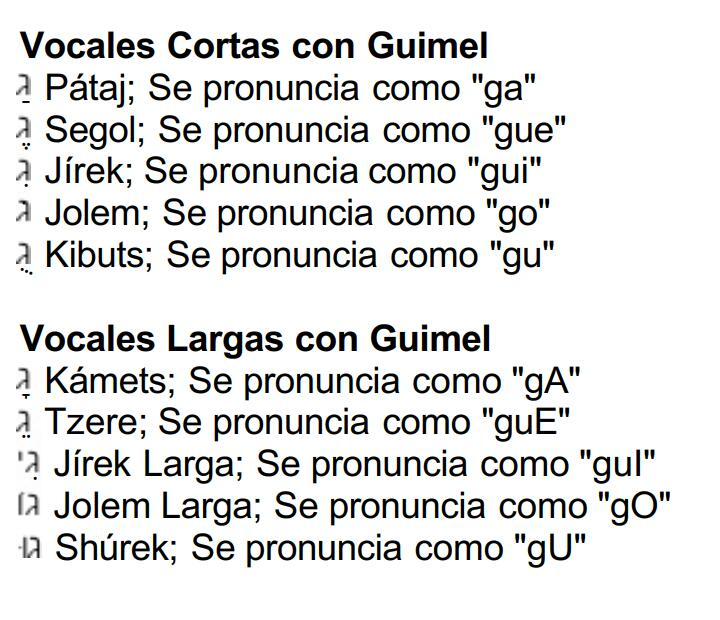 Vocales Cortas con Guimel
גַ Pátaj; Se pronuncia como "ga"
גֶ Segol; Se pronuncia como "gue"
גִ Jírek; Se pronuncia como "gui"
ג Jolem; Se pronuncia como "go"
גֻ Kibuts; Se pronuncia como "gu"
Vocales Largas con Guimel
גָ Kámets; Se pronuncia como "gA"
גֵ Tzere; Se pronuncia como "guE"
גִי Jírek Larga; Se pronuncia como "guI"
גו Jolem Larga; Se pronuncia como "gO"
גוּ Shúrek; Se pronuncia como "gU"